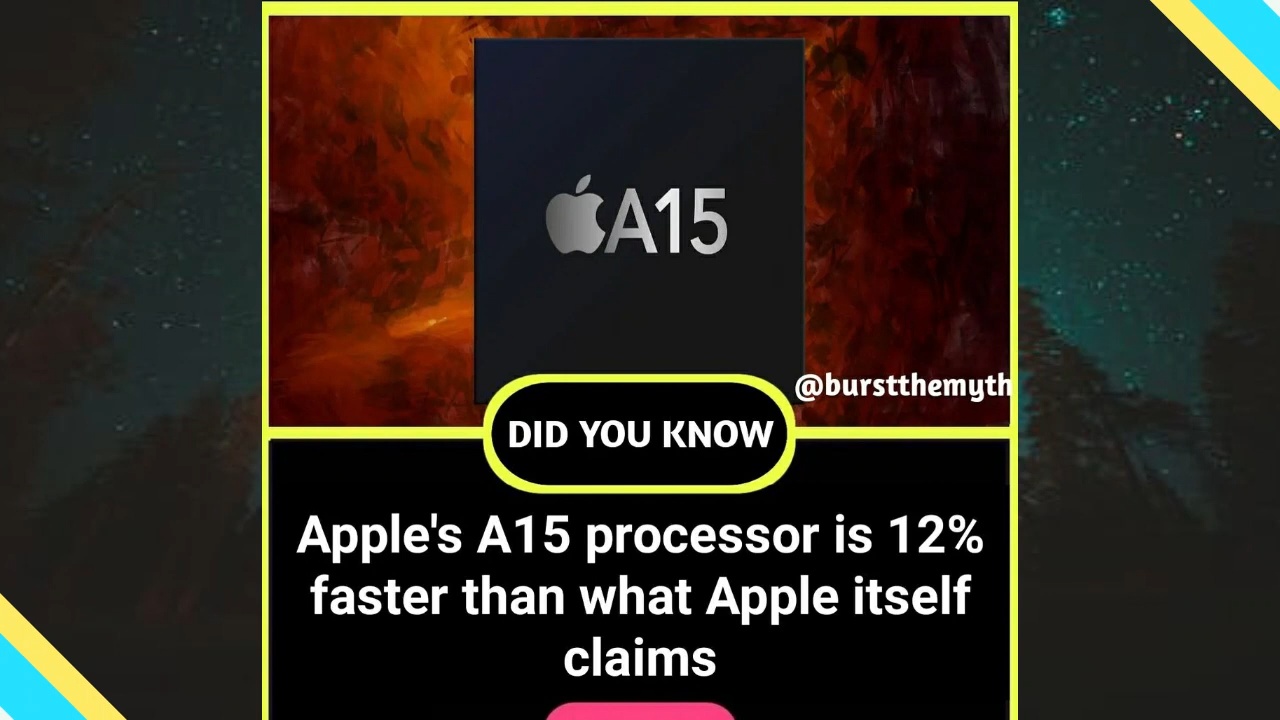 A15
@burstthemyth
DID YOU KNOW
Apple's A15 processor is 12%
faster than what Apple itself
claims